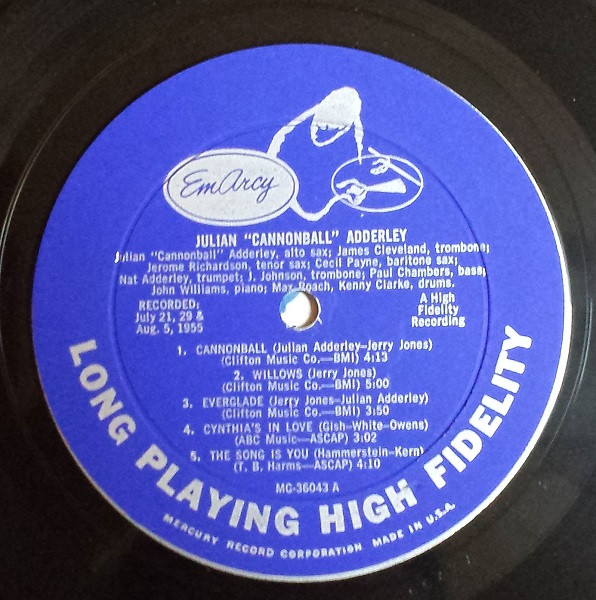 EmArcy
JULIAN "CANNONBALL" ADDERLEY
Julian "Cannonball" Adderley, alto sax; James Cleveland, trombone;
Jerome Richardson, tenor sax; Cecil Payne, baritone sax;
Nat Adderley, trumpet; J. Johnson, trombone; Paul Chambers, bass;
John Williams, piano; Max Roach, Kenny Clarke, drums.
RECORDED:
July 21, 29 &
Aug. 5, 1955
A High
Fidelity
Recording
1. CANNONBALL (Julian Adderley—Jerry Jones)
(Clifton Music Co.—BMI) 4:13
2. WILLOWS (Jerry Jones)
(Clifton Music Co.—BMI) 5:00
3. EVERGLADE (Jerry Jones—Julian Adderley)
(Clifton Music Co.—BMI) 3:50
4. CYNTHIA'S IN LOVE (Gish—White—Owens)
(ABC Music—ASCAP) 3:02
5. THE SONG IS YOU (Hammerstein—Kern)
(T. B. Harms—ASCAP) 4:10
MG-36043 A
LONG PLAYING HIGH FIDELITY
MERCURY RECORD CORPORATION MADE IN U.S.A.